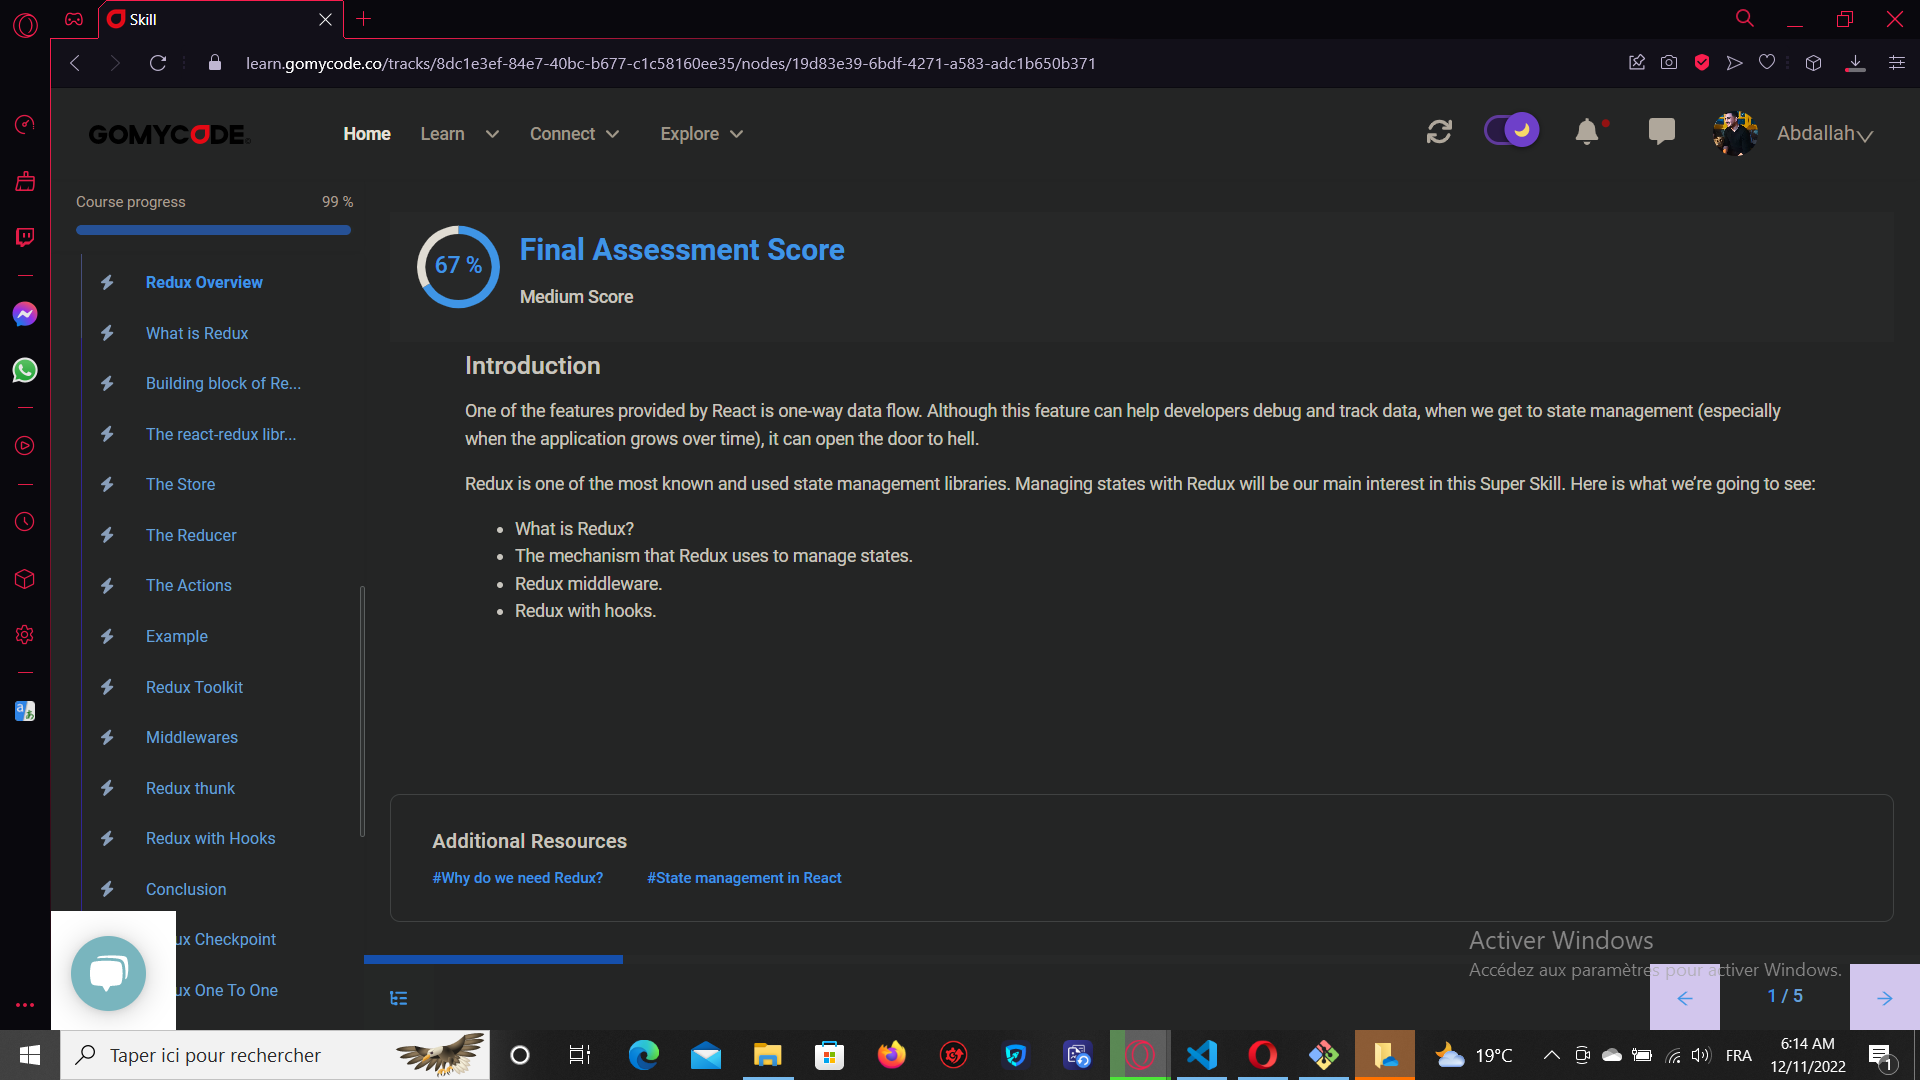 Skill
learn.gomycode.co/tracks/8dc1e3ef-84e7-40bc-b677-c1c58160ee35/nodes/19d83e39-6bdf-4271-a583-adc1b650b371
GOMYCODE
Home
Learn
Connect
Explore
Abdallah
Course progress
99 %
Redux Overview
What is Redux
Building block of Re...
The react-redux libr...
The Store
The Reducer
The Actions
Example
Redux Toolkit
Middlewares
Redux thunk
Redux with Hooks
Conclusion
ux Checkpoint
ux One To One
67 %
Final Assessment Score
Medium Score
Introduction
One of the features provided by React is one-way data flow. Although this feature can help developers debug and track data, when we get to state management (especially
when the application grows over time), it can open the door to hell.
Redux is one of the most known and used state management libraries. Managing states with Redux will be our main interest in this Super Skill. Here is what we’re going to see:
• What is Redux?
• The mechanism that Redux uses to manage states.
• Redux middleware.
• Redux with hooks.
Additional Resources
#Why do we need Redux?
#State management in React
Activer Windows
Accédez aux paramètres pour activer Windows.
1 / 5
Taper ici pour rechercher
19°C
FRA
6:14 AM
12/11/2022
1